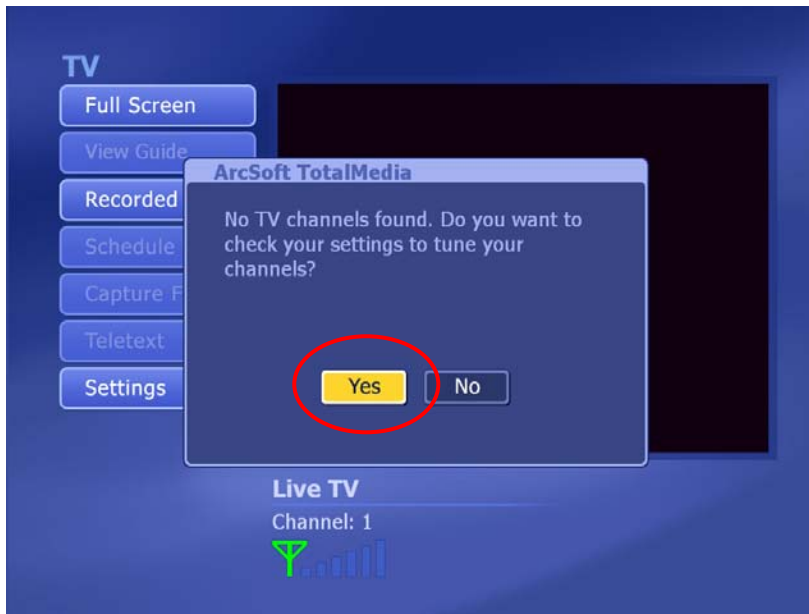 TV
Full Screen
View Guide
Recorded
Schedule
Capture F
Teletext
Settings
ArcSoft TotalMedia
No TV channels found. Do you want to
check your settings to tune your
channels?
Yes No
Live TV
Channel: 1